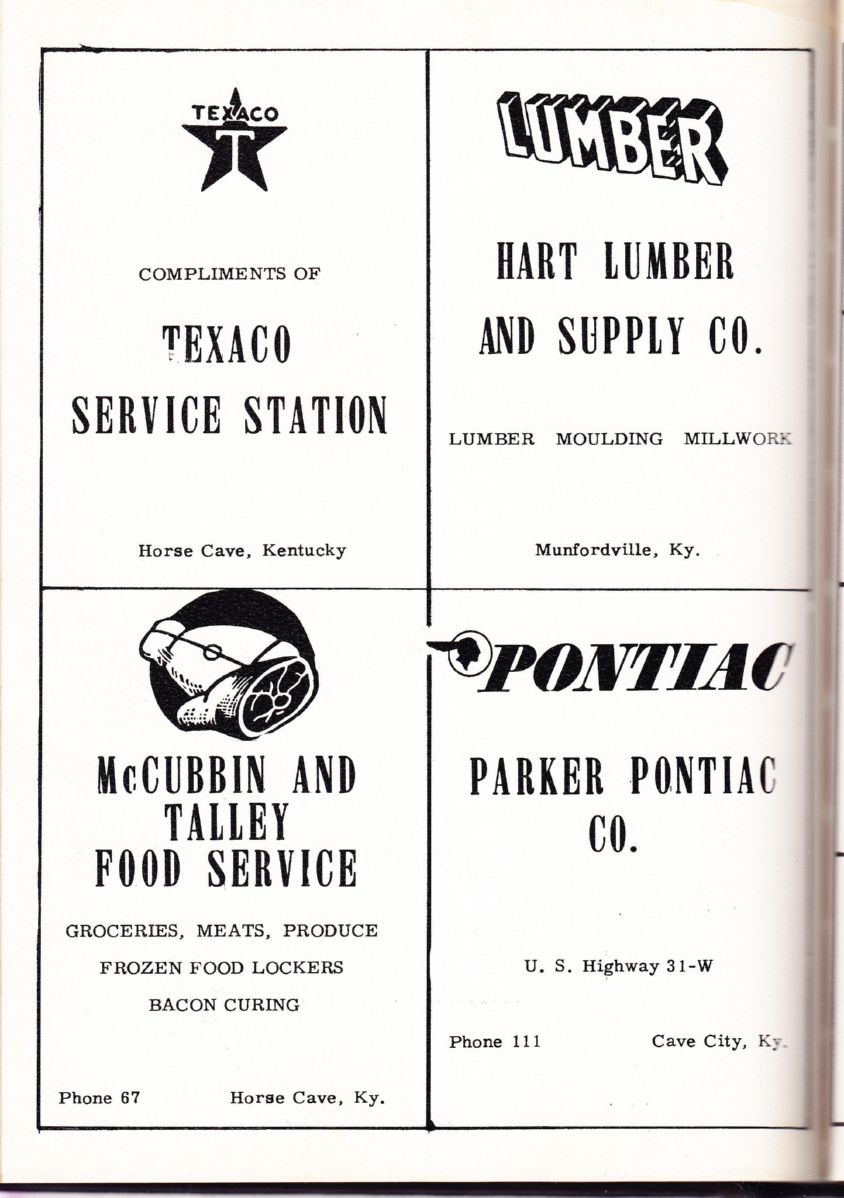 TEXACO
T
COMPLIMENTS OF
TEXACO
SERVICE STATION
Horse Cave, Kentucky
LUMBER
HART LUMBER
AND SUPPLY CO.
LUMBER MOULDING MILLWORK
Munfordville, Ky.
McCUBBIN AND
TALLEY
FOOD SERVICE
GROCERIES, MEATS, PRODUCE
FROZEN FOOD LOCKERS
BACON CURING
Phone 67 Horse Cave, Ky.
PONTIAC
PARKER PONTIAC
CO.
U. S. Highway 31-W
Phone 111 Cave City, Ky.